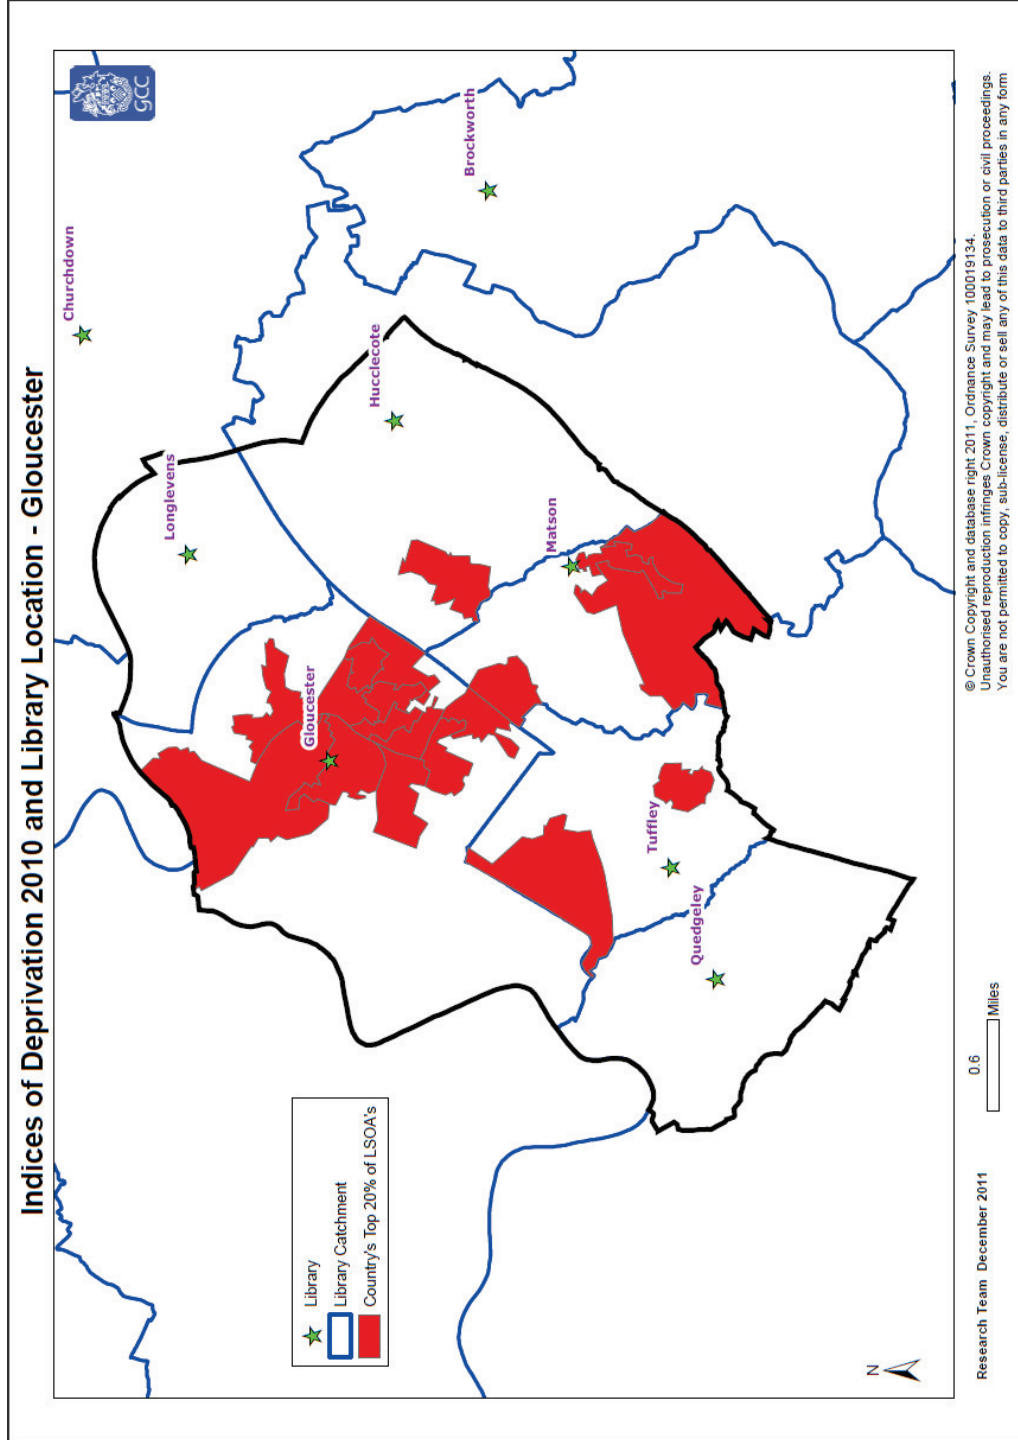 Indices of Deprivation 2010 and Library Location - Gloucester
GCC
Churchdown
Longlevens
Hucclecote
Brockworth
Gloucester
Matson
Tuffley
Quedgeley
Library
Library Catchment
Country's Top 20% of LSOA's
N
0.6
Miles
Research Team December 2011
© Crown Copyright and database right 2011, Ordnance Survey 100019134.
Unauthorised reproduction infringes Crown copyright and may lead to prosecution or civil proceedings.
You are not permitted to copy, sub-license, distribute or sell any of this data to third parties in any form